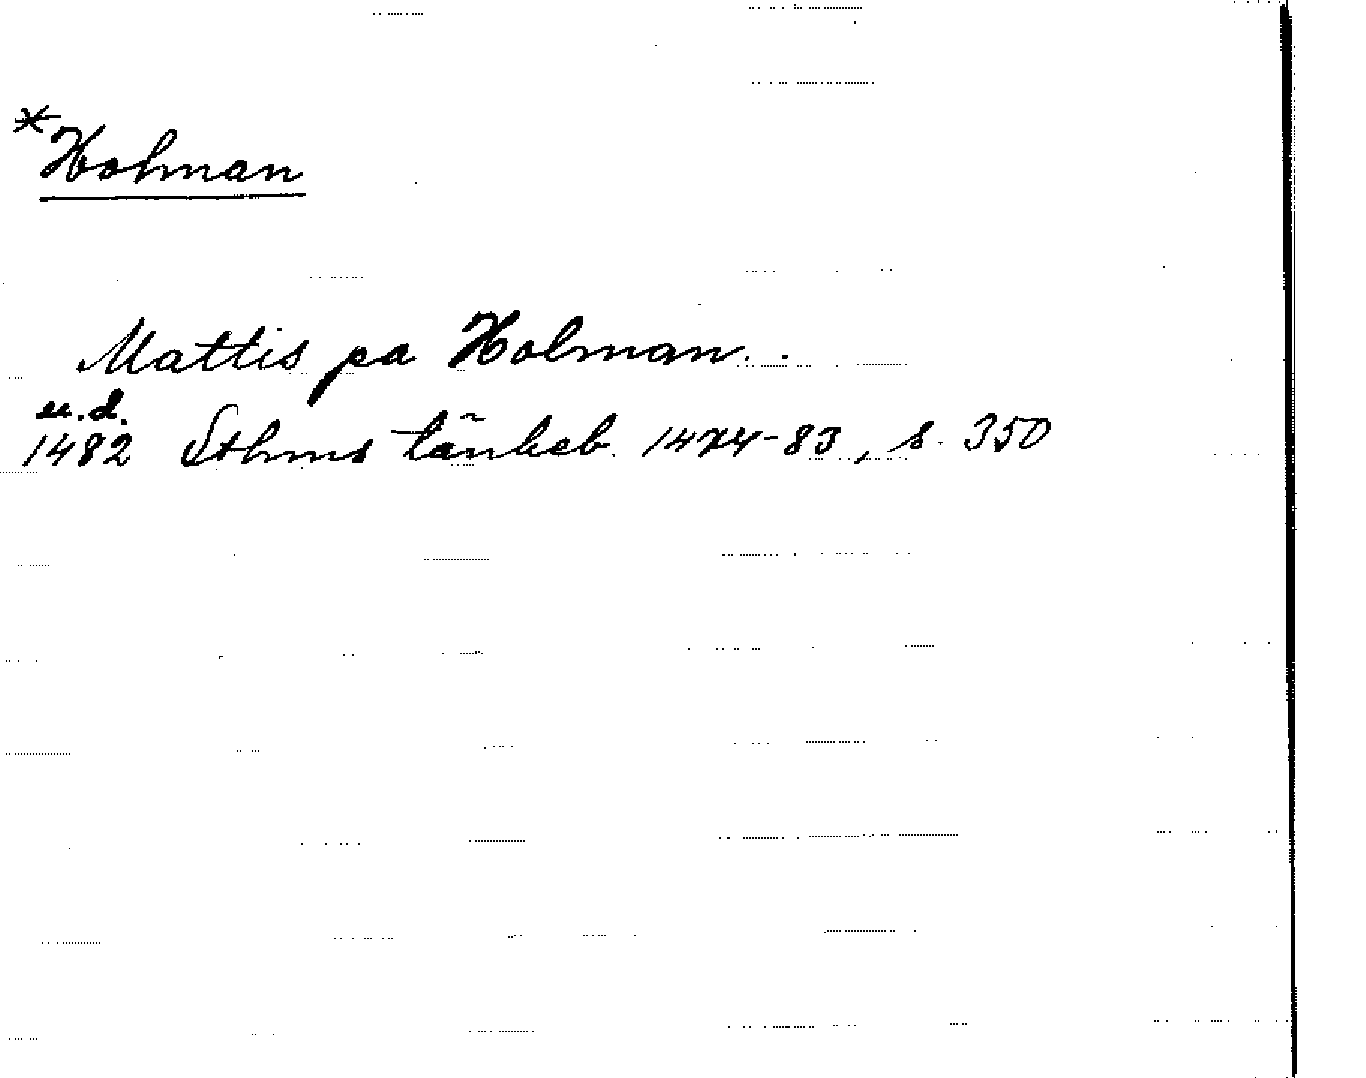 *Holman
Mattis pa Holman..
u.d.
1482 Sthms tänkeb. 1474-83, s. 350